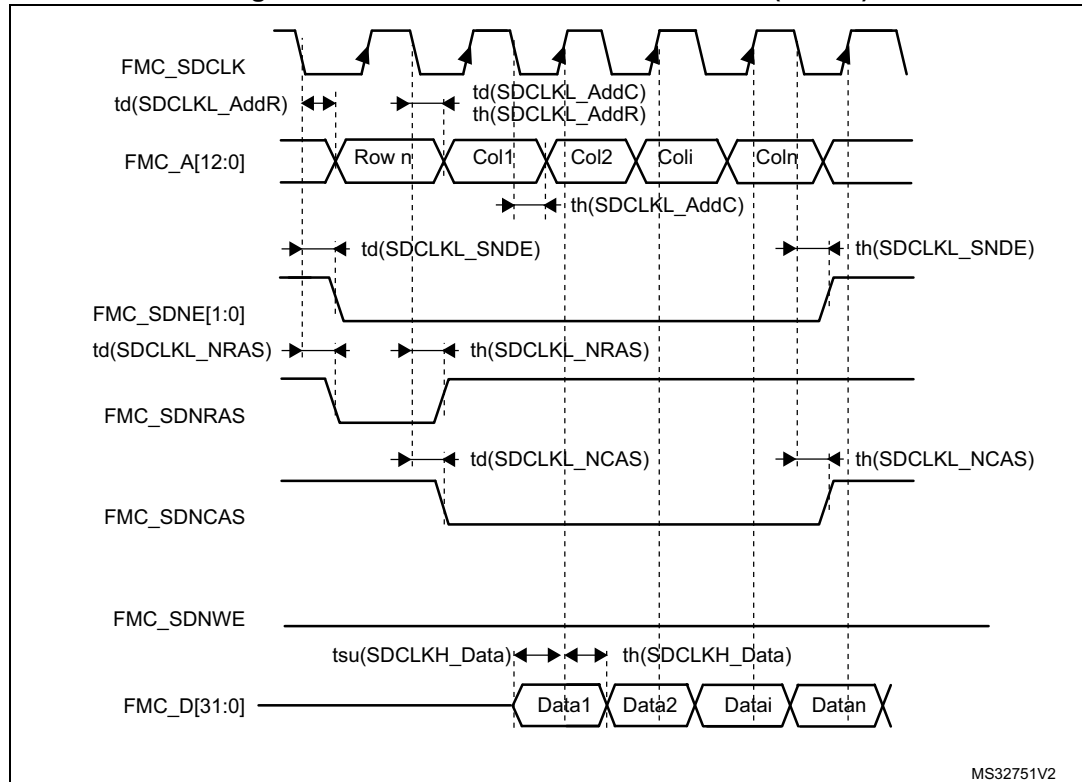 FMC_SDCLK
td(SDCLKL_AddR)
td(SDCLKL_AddC)
th(SDCLKL_AddR)
FMC_A[12:0]
Row n
Col1
Col2
Coli
Coln
th(SDCLKL_AddC)
td(SDCLKL_SNDE)
th(SDCLKL_SNDE)
FMC_SDNE[1:0]
td(SDCLKL_NRAS)
th(SDCLKL_NRAS)
FMC_SDNRAS
td(SDCLKL_NCAS)
th(SDCLKL_NCAS)
FMC_SDNCAS
FMC_SDNWE
tsu(SDCLKH_Data)
th(SDCLKH_Data)
FMC_D[31:0]
Data1
Data2
Datai
Datan
MS32751V2